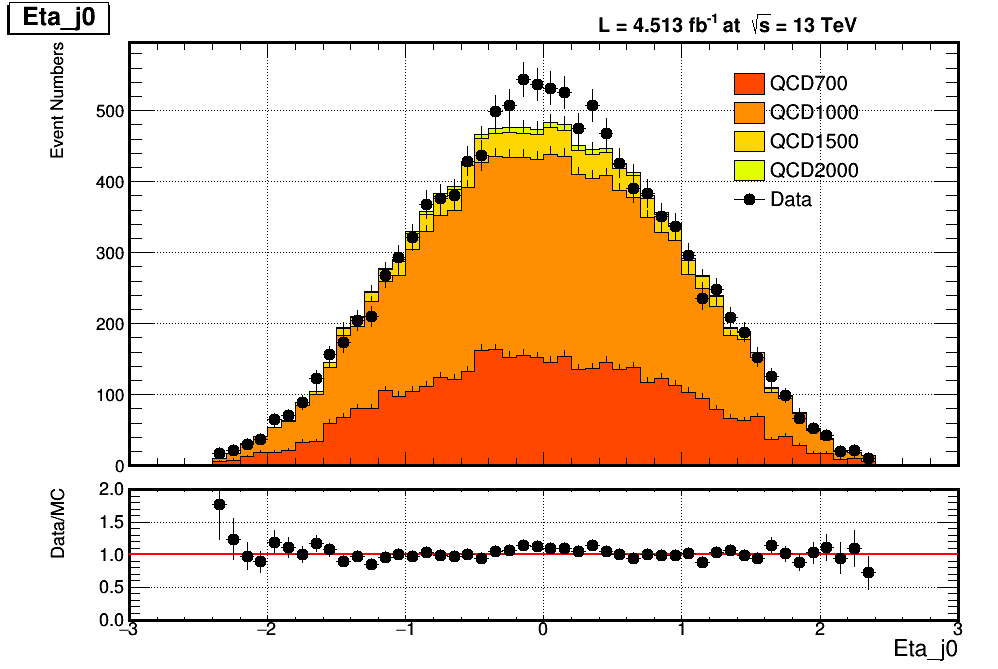 Eta_j0
L = 4.513 fb⁻¹ at √s = 13 TeV
Event Numbers
500
400
300
200
100
0
QCD700
QCD1000
QCD1500
QCD2000
Data
Data/MC
2.0
1.5
1.0
0.5
0.0
−3 −2 −1 0 1 2 3
Eta_j0